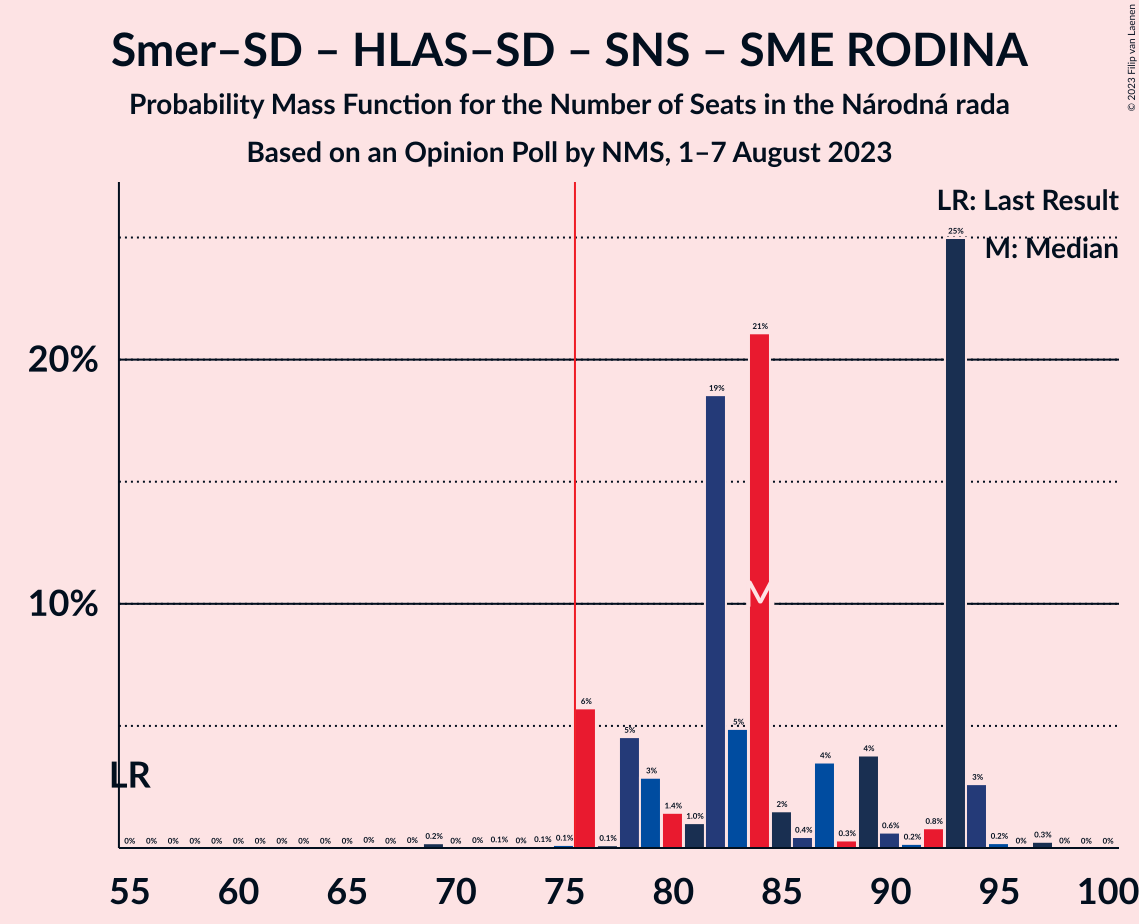 Smer–SD – HLAS–SD – SNS – SME RODINA
Probability Mass Function for the Number of Seats in the Národná rada
Based on an Opinion Poll by NMS, 1–7 August 2023
© 2023 Filip van Laenen
LR: Last Result
M: Median
20%
10%
LR
M
0% 0% 0% 0% 0% 0% 0% 0% 0% 0% 0% 0% 0% 0% 0.2% 0% 0% 0.1% 0% 0.1% 0.1% 6% 0.1% 5% 3% 1.4% 1.0% 19% 5% 21% 2% 0.4% 4% 0.3% 4% 0.6% 0.2% 0.8% 25% 3% 0.2% 0% 0.3% 0% 0% 0%
55 60 65 70 75 80 85 90 95 100